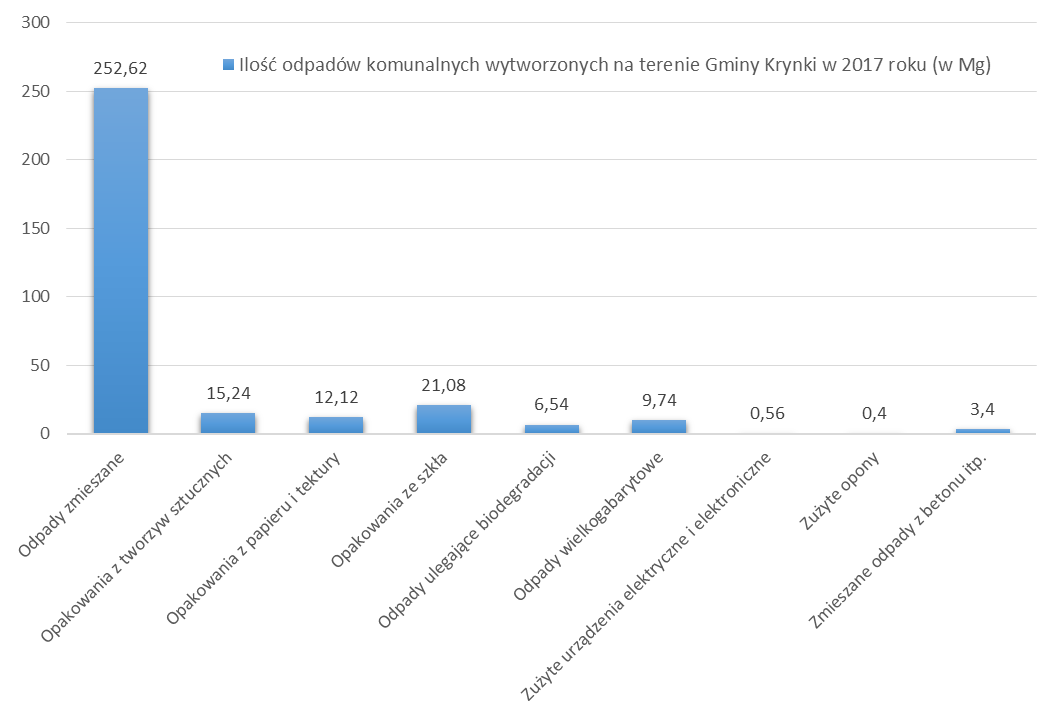 300
250
200
150
100
50
0
Ilość odpadów komunalnych wytworzonych na terenie Gminy Krynki w 2017 roku (w Mg)
252,62
15,24
12,12
21,08
6,54
9,74
0,56
0,4
3,4
Odpady zmieszane
Opakowania z tworzyw sztucznych
Opakowania z papieru i tektury
Opakowania ze szkła
Odpady ulegające biodegradacji
Odpady wielkogabarytowe
Zużyte urządzenia elektryczne i elektroniczne
Zużyte opony
Zmieszane odpady z betonu itp.